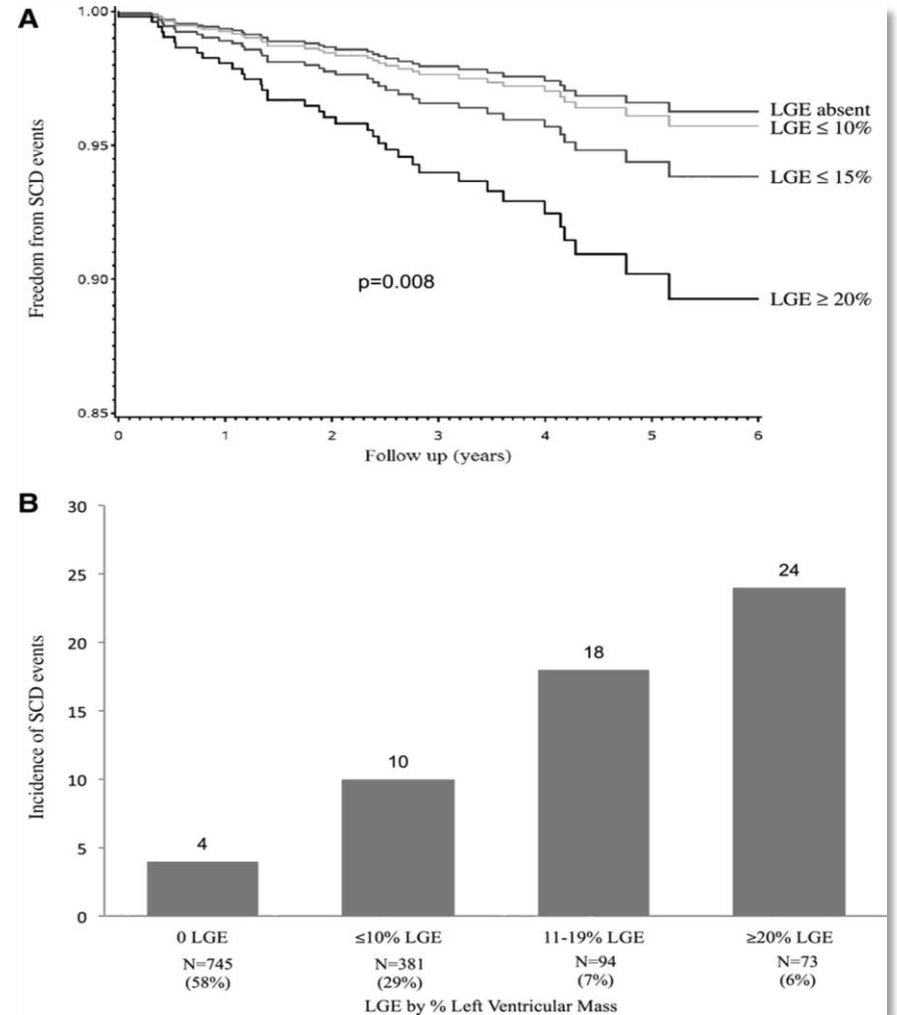 A
1.00
0.95
0.90
0.85
Freedom from SCD events
p=0.008
LGE absent
LGE ≤ 10%
LGE ≤ 15%
LGE ≥ 20%
0 1 2 3 4 5 6
Follow up (years)
B
30
25
20
15
10
5
0
Incidence of SCD events
4
10
18
24
0 LGE ≤10% LGE 11-19% LGE ≥20% LGE
N=745 N=381 N=94 N=73
(58%) (29%) (7%) (6%)
LGE by % Left Ventricular Mass